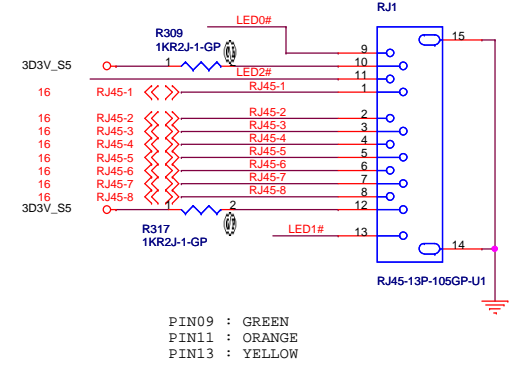 RJ1
LED0#
R309
1KR2J-1-GP
15
9
3D3V_S5 1 2 10
LED2# 11
16 RJ45-1 RJ45-1 1
16 RJ45-2 RJ45-2 2
16 RJ45-3 RJ45-3 3
16 RJ45-4 RJ45-4 4
16 RJ45-5 RJ45-5 5
16 RJ45-6 RJ45-6 6
16 RJ45-7 RJ45-7 7
16 RJ45-8 RJ45-8 8
3D3V_S5 1 2 12
R317
1KR2J-1-GP
LED1# 13
14
RJ45-13P-105GP-U1
PIN09 : GREEN
PIN11 : ORANGE
PIN13 : YELLOW